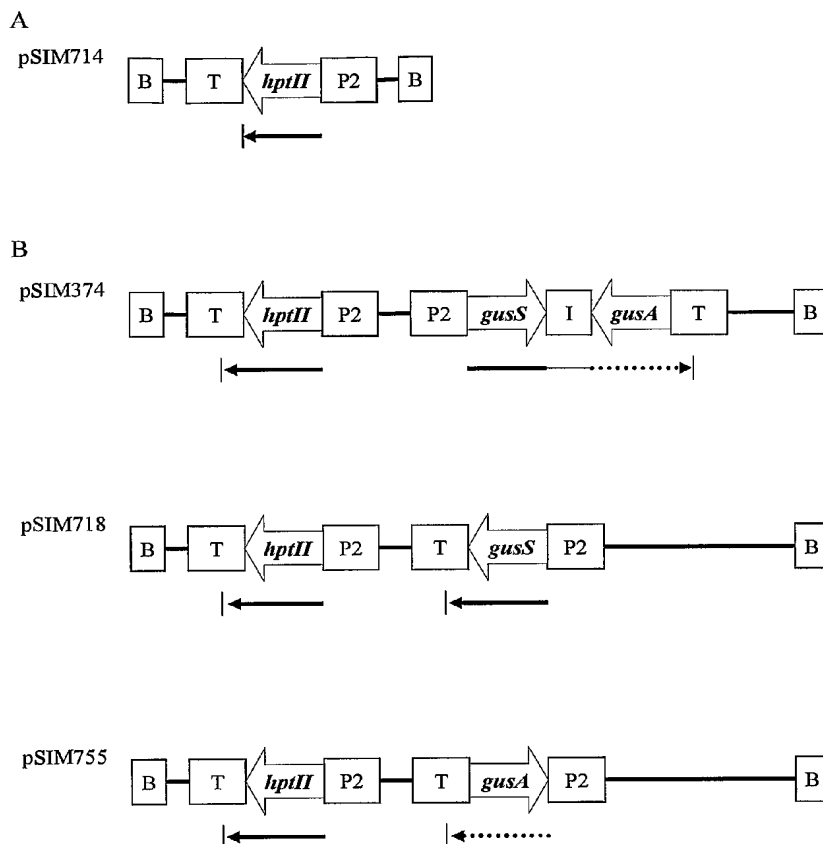 A
pSIM714
B T hptII P2 B
B
pSIM374
B T hptII P2 P2 gusS I gusA T B
pSIM718
B T hptII P2 T gusS P2 B
pSIM755
B T hptII P2 T gusA P2 B